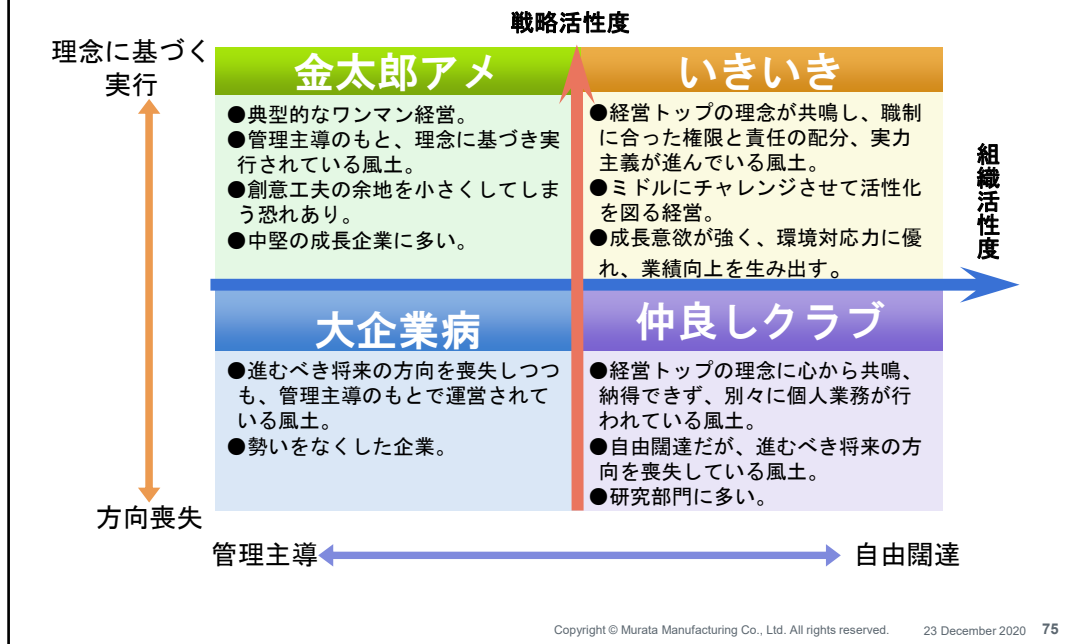 戦略活性度
理念に基づく
実行
金太郎アメ
●典型的なワンマン経営。
●管理主導のもと、理念に基づき実
行されている風土。
●創意工夫の余地を小さくしてしま
う恐れあり。
●中堅の成長企業に多い。
いきいき
●経営トップの理念が共鳴し、職制
に合った権限と責任の配分、実力
主義が進んでいる風土。
●ミドルにチャレンジさせて活性化
を図る経営。
●成長意欲が強く、環境対応力に優
れ、業績向上を生み出す。
組織活性度
大企業病
●進むべき将来の方向を喪失しつつ
も、管理主導のもとで運営されて
いる風土。
●勢いをなくした企業。
仲良しクラブ
●経営トップの理念に心から共鳴、
納得できず、別々に個人業務が行
われている風土。
●自由闊達だが、進むべき将来の方
向を喪失している風土。
●研究部門に多い。
方向喪失
管理主導
自由闊達
Copyright © Murata Manufacturing Co., Ltd. All rights reserved. 23 December 2020 75